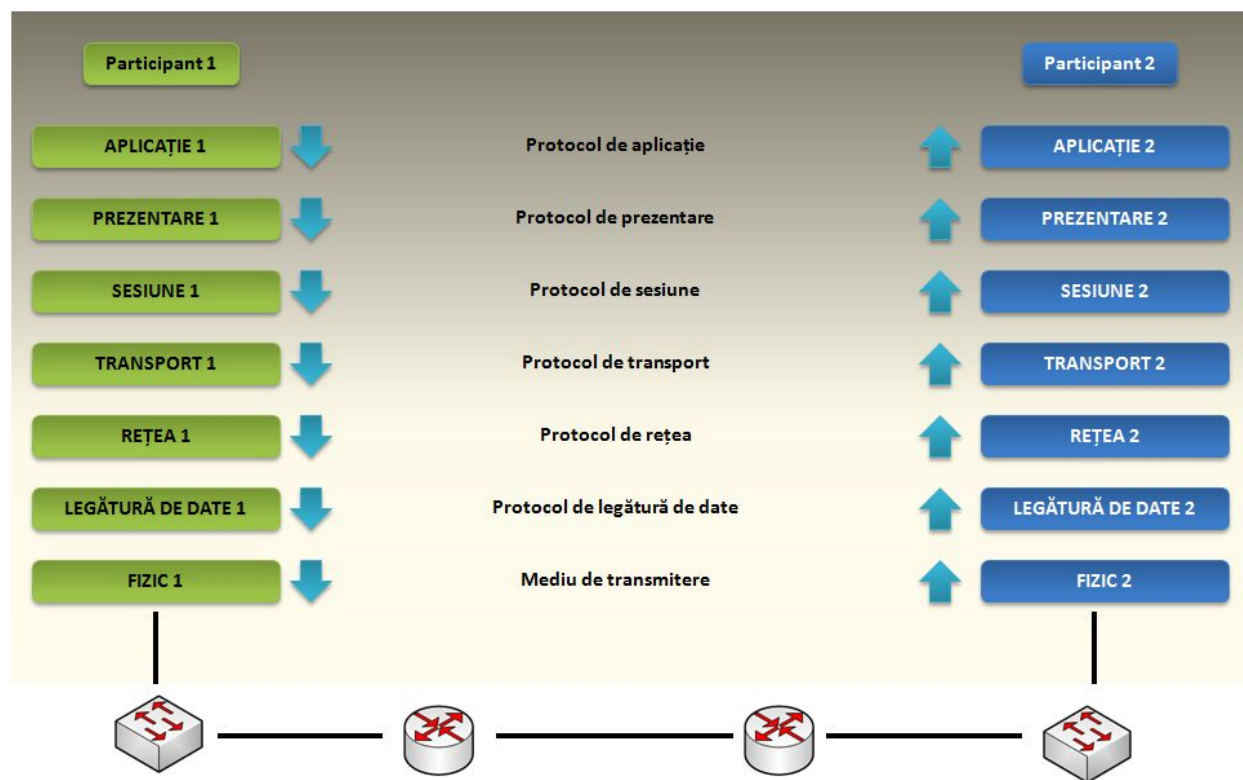 Participant 1
Participant 2
APLICAȚIE 1
Protocol de aplicație
APLICAȚIE 2
PREZENTARE 1
Protocol de prezentare
PREZENTARE 2
SESIUNE 1
Protocol de sesiune
SESIUNE 2
TRANSPORT 1
Protocol de transport
TRANSPORT 2
REȚEA 1
Protocol de rețea
REȚEA 2
LEGĂTURĂ DE DATE 1
Protocol de legătură de date
LEGĂTURĂ DE DATE 2
FIZIC 1
Mediu de transmitere
FIZIC 2